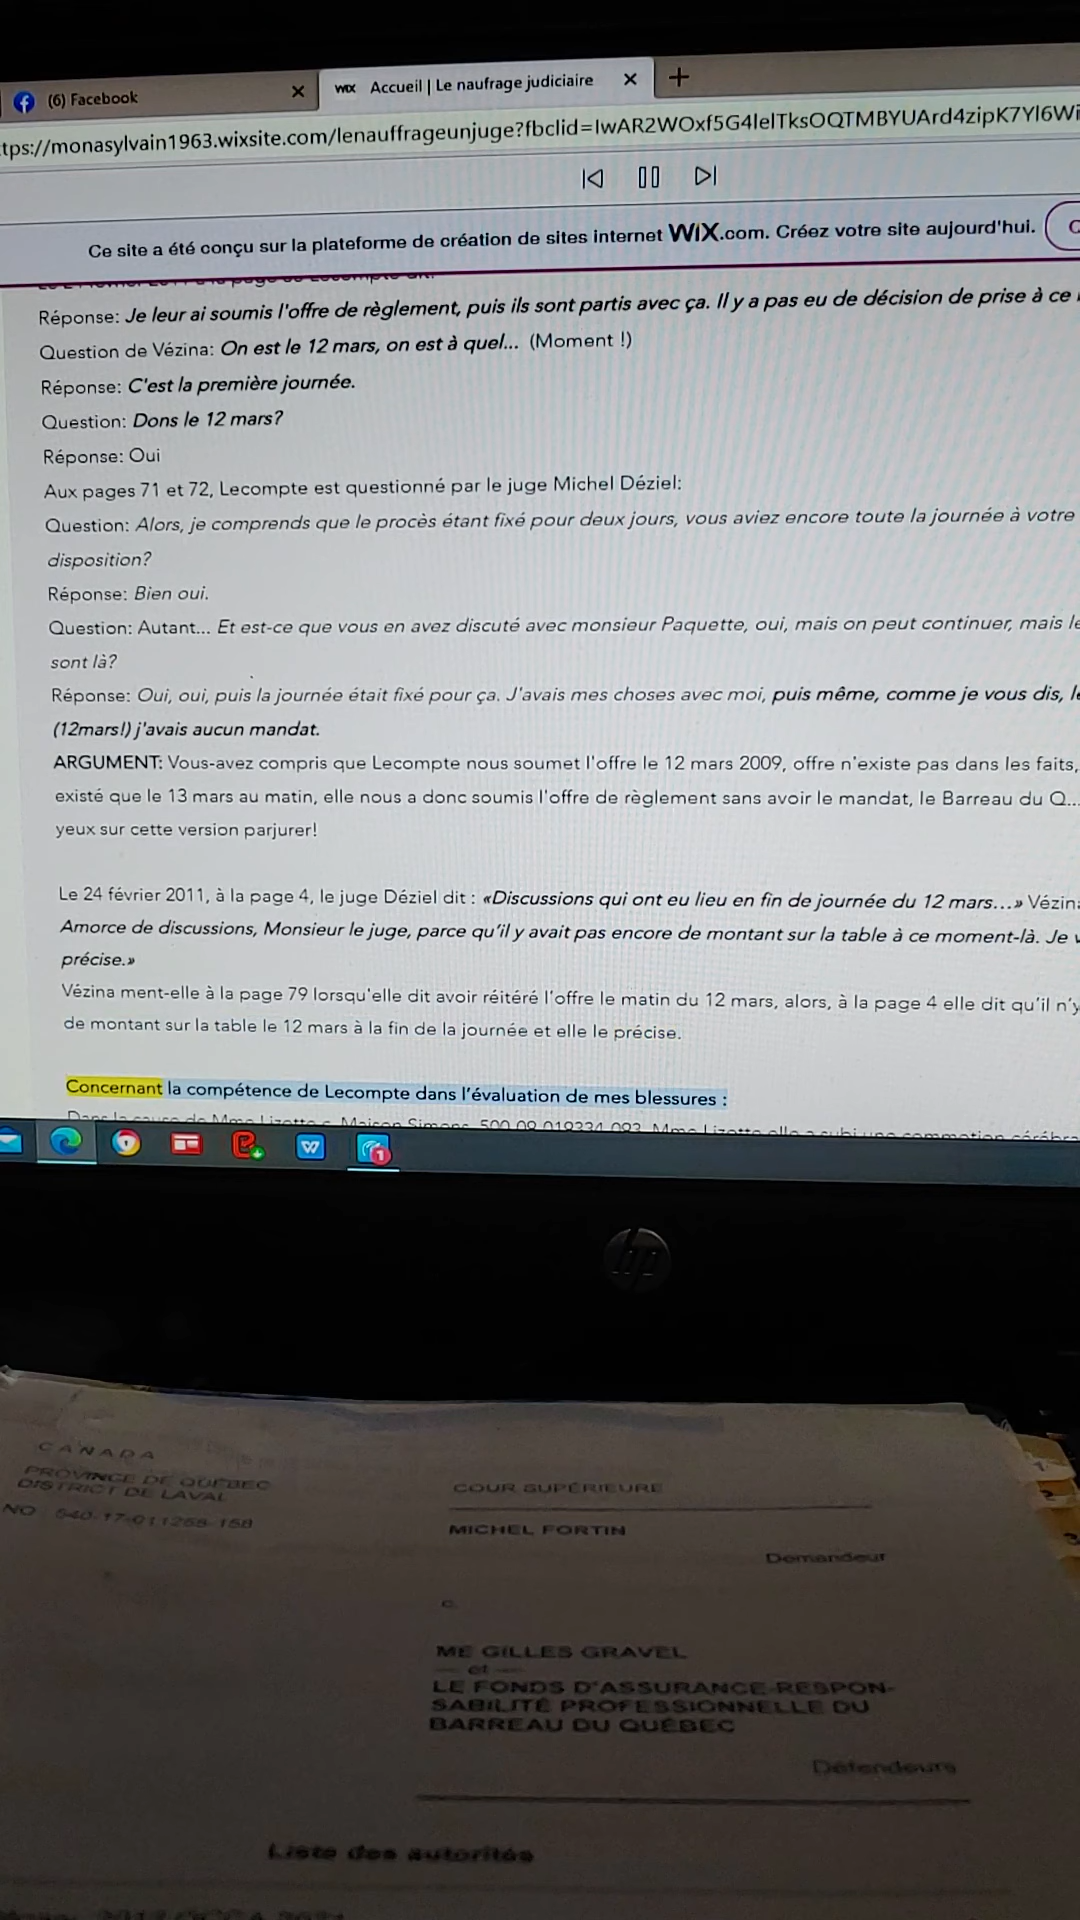 (6) Facebook
WIX Accueil | Le naufrage judiciaire
tps://monasylvain1963.wixsite.com/lenauffrageunjuge?fbclid=IwAR2WOxf5G4lelTksOQTMBYUArd4zipK7Yl6Wi
Ce site a été conçu sur la plateforme de création de sites internet WIX.com. Créez votre site aujourd'hui.
Réponse: Je leur ai soumis l'offre de règlement, puis ils sont partis avec ça. Il y a pas eu de décision de prise à ce
Question de Vézina: On est le 12 mars, on est à quel... (Moment !)
Réponse: C'est la première journée.
Question: Dons le 12 mars?
Réponse: Oui
Aux pages 71 et 72, Lecompte est questionné par le juge Michel Déziel:
Question: Alors, je comprends que le procès étant fixé pour deux jours, vous aviez encore toute la journée à votre
disposition?
Réponse: Bien oui.
Question: Autant... Et est-ce que vous en avez discuté avec monsieur Paquette, oui, mais on peut continuer, mais
sont là?
Réponse: Oui, oui, puis la journée était fixé pour ça. J'avais mes choses avec moi, puis même, comme je vous dis,
(12mars!) j'avais aucun mandat.
ARGUMENT: Vous-avez compris que Lecompte nous soumet l'offre le 12 mars 2009, offre n'existe pas dans les faits,
existé que le 13 mars au matin, elle nous a donc soumis l'offre de règlement sans avoir le mandat, le Barreau du Q...
yeux sur cette version parjurer!
Le 24 février 2011, à la page 4, le juge Déziel dit : «Discussions qui ont eu lieu en fin de journée du 12 mars...» Vézin
Amorce de discussions, Monsieur le juge, parce qu'il y avait pas encore de montant sur la table à ce moment-là. Je
précise.»
Vézina ment-elle à la page 79 lorsqu'elle dit avoir réitéré l'offre le matin du 12 mars, alors, à la page 4 elle dit qu'il n'y
de montant sur la table le 12 mars à la fin de la journée et elle le précise.
Concernant la compétence de Lecompte dans l'évaluation de mes blessures :
1
hp
CANADA
PROVINCE DE QUÉBEC
DISTRICT DE LAVAL
NO 540-17-011268-158
COUR SUPÉRIEURE
MICHEL FORTIN
Demandeur
c.
ME GILLES GRAVEL
et
LE FONDS D'ASSURANCE-RESPON-
SABILITÉ PROFESSIONNELLE DU
BARREAU DU QUÉBEC
Défendeurs
Liste des autorités